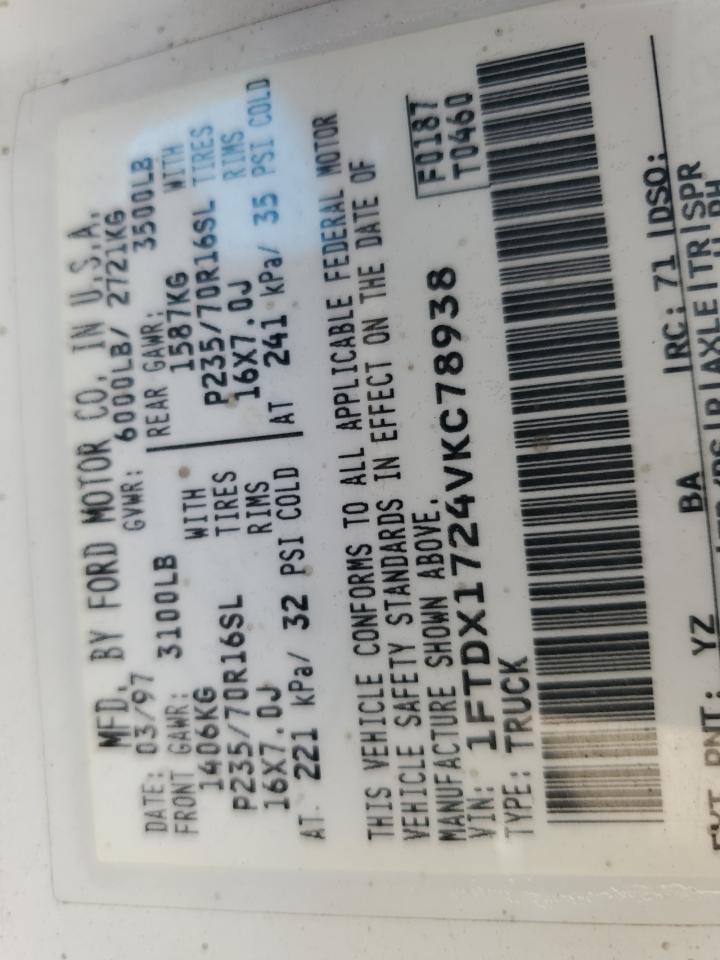 MFD. BY FORD MOTOR CO. IN U.S.A.
DATE: 03/97 GVWR: 6000LB/ 2721KG
FRONT GAWR: 3100LB REAR GAWR: 3500LB
1406KG WITH 1587KG WITH
P235/70R16SL TIRES P235/70R16SL TIRES
16X7.0J RIMS 16X7.0J RIMS
AT 221 kPa/ 32 PSI COLD AT 241 kPa/ 35 PSI COLD
THIS VEHICLE CONFORMS TO ALL APPLICABLE FEDERAL MOTOR
VEHICLE SAFETY STANDARDS IN EFFECT ON THE DATE OF
MANUFACTURE SHOWN ABOVE.
VIN: 1FTDX1724VKC78938 F0187
TYPE: TRUCK T0460
EXT PNT: YZ BA RC: 71 DSO:
AXLE TR SPR